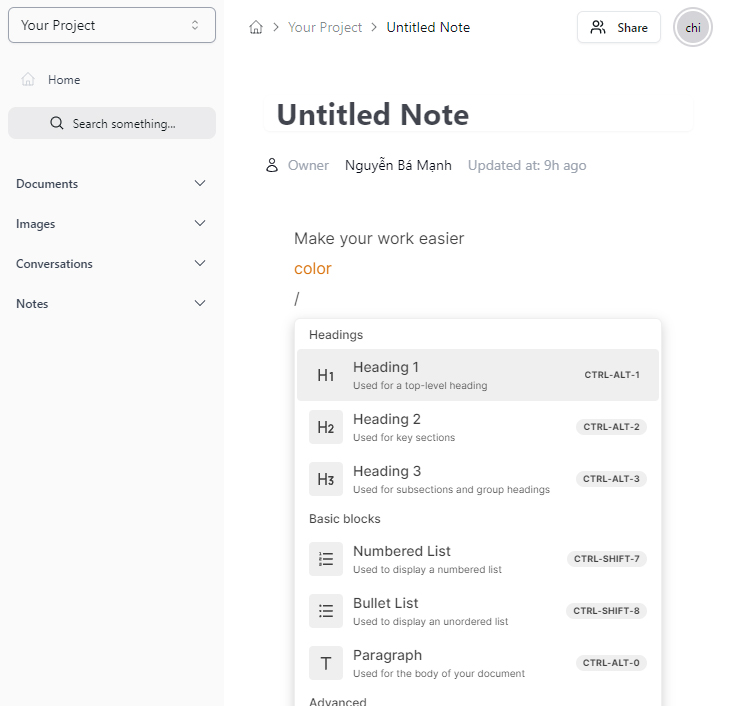 Your Project
Your Project > Untitled Note
Share
chi
Home
Search something...
Documents
Images
Conversations
Notes
Untitled Note
Owner Nguyễn Bá Mạnh Updated at: 9h ago
Make your work easier
color
/
Headings
H1 Heading 1 CTRL-ALT-1
Used for a top-level heading
H2 Heading 2 CTRL-ALT-2
Used for key sections
H3 Heading 3 CTRL-ALT-3
Used for subsections and group headings
Basic blocks
Numbered List CTRL-SHIFT-7
Used to display a numbered list
Bullet List CTRL-SHIFT-8
Used to display an unordered list
T Paragraph CTRL-ALT-0
Used for the body of your document
Advanced